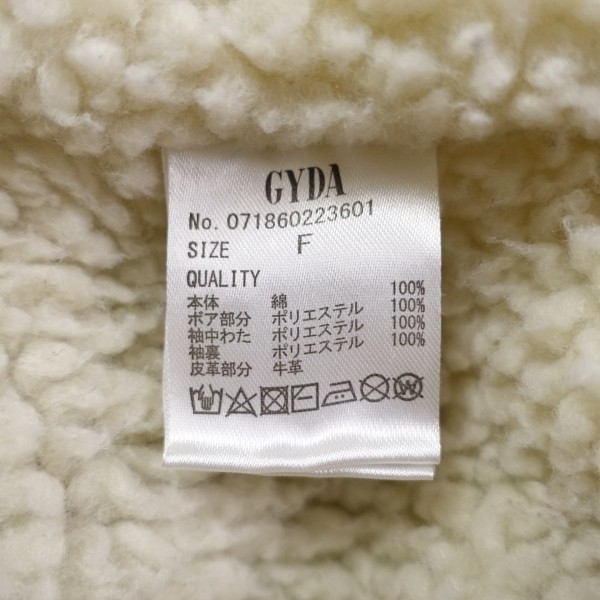 GYDA
No. 071860223601
SIZE F
QUALITY
本体 綿 100%
ボア部分 ポリエステル 100%
袖中わた ポリエステル 100%
袖裏 ポリエステル 100%
皮革部分 牛革